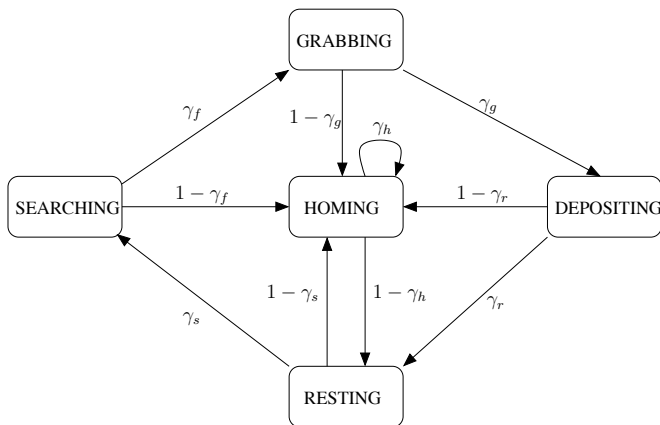 GRABBING
γ_f
γ_g
1 − γ_g
γ_h
SEARCHING
1 − γ_f
HOMING
1 − γ_r
DEPOSITING
γ_s
1 − γ_s
1 − γ_h
γ_r
RESTING